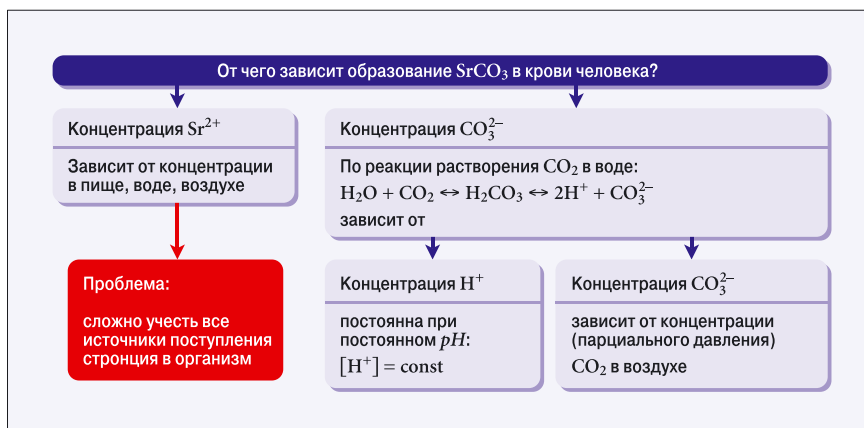 От чего зависит образование SrCO₃ в крови человека?
Концентрация Sr²⁺
Зависит от концентрации
в пище, воде, воздухе
Проблема:
сложно учесть все
источники поступления
стронция в организм
Концентрация CO₃²⁻
По реакции растворения CO₂ в воде:
H₂O + CO₂ ↔ H₂CO₃ ↔ 2H⁺ + CO₃²⁻
зависит от
Концентрация H⁺
постоянна при
постоянном pH:
[H⁺] = const
Концентрация CO₃²⁻
зависит от концентрации
(парциального давления)
CO₂ в воздухе